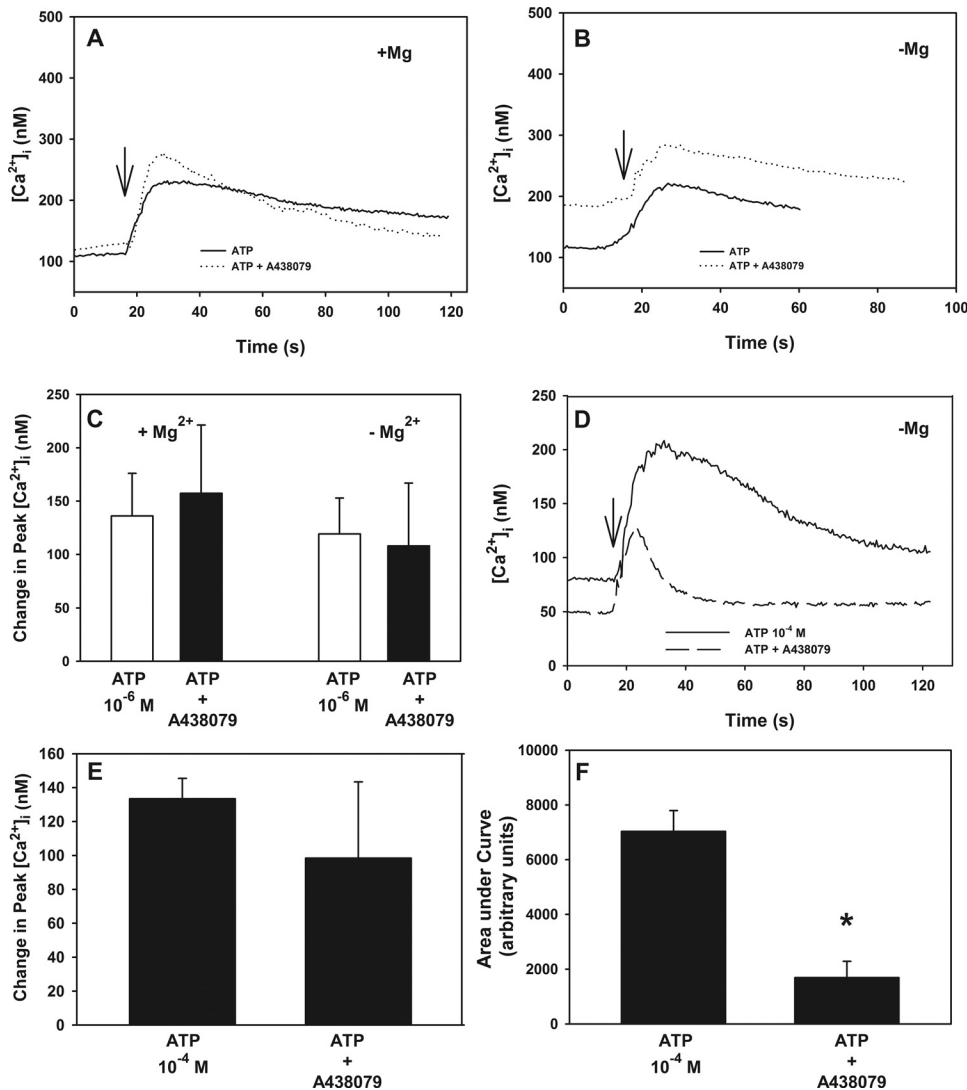 A
+Mg
[Ca²⁺]ᵢ (nM)
500
400
300
200
100
0 20 40 60 80 100 120
Time (s)
ATP
ATP + A438079
B
-Mg
[Ca²⁺]ᵢ (nM)
500
400
300
200
100
0 20 40 60 80 100
Time (s)
ATP
ATP + A438079
C
+ Mg²⁺
- Mg²⁺
Change in Peak [Ca²⁺]ᵢ (nM)
250
200
150
100
50
0
ATP
10⁻⁶ M
ATP
+
A438079
ATP
10⁻⁶ M
ATP
+
A438079
D
-Mg
[Ca²⁺]ᵢ (nM)
250
200
150
100
50
0
0 20 40 60 80 100 120
Time (s)
ATP 10⁻⁴ M
ATP + A438079
E
Change in Peak [Ca²⁺]ᵢ (nM)
160
140
120
100
80
60
40
20
0
ATP
10⁻⁴ M
ATP
+
A438079
F
Area under Curve
(arbitrary units)
10000
8000
6000
4000
2000
0
*
ATP
10⁻⁴ M
ATP
+
A438079